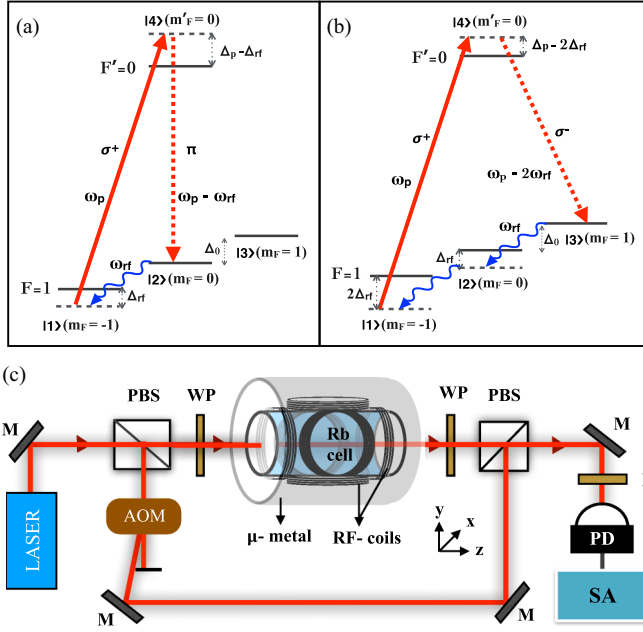 (a)
|4⟩(m'F = 0)
Δp−Δrf
F'=0
σ+
π
ωp
ωp − ωrf
ωrf
Δ0
|3⟩(mF = 1)
F=1
|2⟩(mF = 0)
Δrf
|1⟩(mF = -1)
(b)
|4⟩(m'F = 0)
Δp−2Δrf
F'=0
σ+
σ-
ωp
ωp − 2ωrf
ωrf
Δ0
|3⟩(mF = 1)
Δrf
F=1
|2⟩(mF = 0)
2Δrf
|1⟩(mF = -1)
(c)
PBS
WP
WP
PBS
M
M
Rb
cell
AOM
LASER
μ- metal
RF- coils
y
x
z
PD
SA
M
M